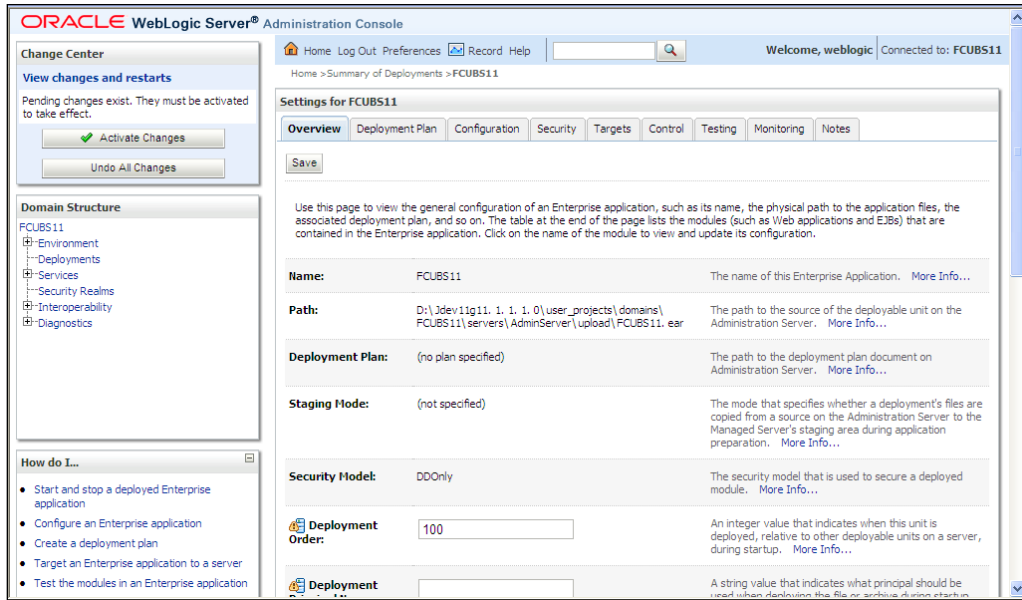 ORACLE WebLogic Server® Administration Console
Change Center
View changes and restarts
Pending changes exist. They must be activated
to take effect.
Activate Changes
Undo All Changes
Domain Structure
FCUBS11
Environment
Deployments
Services
Security Realms
Interoperability
Diagnostics
How do I...
Start and stop a deployed Enterprise
application
Configure an Enterprise application
Create a deployment plan
Target an Enterprise application to a server
Test the modules in an Enterprise application
Home Log Out Preferences Record Help
Welcome, weblogic Connected to: FCUBS11
Home >Summary of Deployments >FCUBS11
Settings for FCUBS11
Overview Deployment Plan Configuration Security Targets Control Testing Monitoring Notes
Save
Use this page to view the general configuration of an Enterprise application, such as its name, the physical path to the application files, the
associated deployment plan, and so on. The table at the end of the page lists the modules (such as Web applications and EJBs) that are
contained in the Enterprise application. Click on the name of the module to view and update its configuration.
Name: FCUBS11 The name of this Enterprise Application. More Info...
Path: D:\Jdev11g11. 1. 1. 1. 0\user_projects\domains\ The path to the source of the deployable unit on the
FCUBS11\servers\AdminServer\upload\FCUBS11. ear Administration Server. More Info...
Deployment Plan: (no plan specified) The path to the deployment plan document on
Administration Server. More Info...
Staging Mode: (not specified) The mode that specifies whether a deployment's files are
copied from a source on the Administration Server to the
Managed Server's staging area during application
preparation. More Info...
Security Model: DDOnly The security model that is used to secure a deployed
module. More Info...
Deployment 100 An integer value that indicates when this unit is
Order: deployed, relative to other deployable units on a server,
during startup. More Info...
Deployment A string value that indicates what principal should be
used when deploying the file or archive during startup